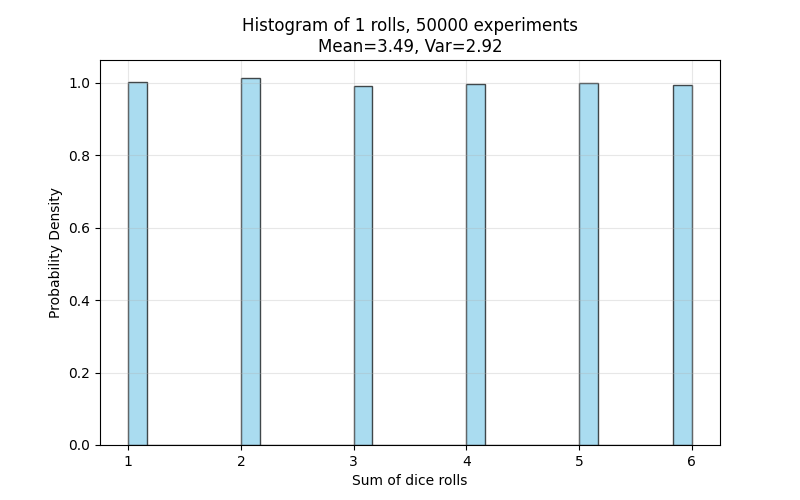 Histogram of 1 rolls, 50000 experiments
Mean=3.49, Var=2.92
Probability Density
1.0
0.8
0.6
0.4
0.2
0.0
1 2 3 4 5 6
Sum of dice rolls